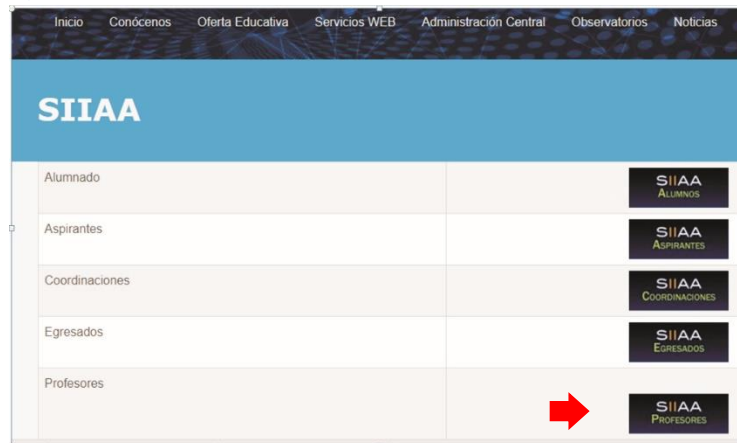 Inicio Conócenos Oferta Educativa Servicios WEB Administración Central Observatorios Noticias
SIIAA
Alumnado
SIIAA
ALUMNOS
Aspirantes
SIIAA
ASPIRANTES
Coordinaciones
SIIAA
COORDINACIONES
Egresados
SIIAA
EGRESADOS
Profesores
SIIAA
PROFESORES